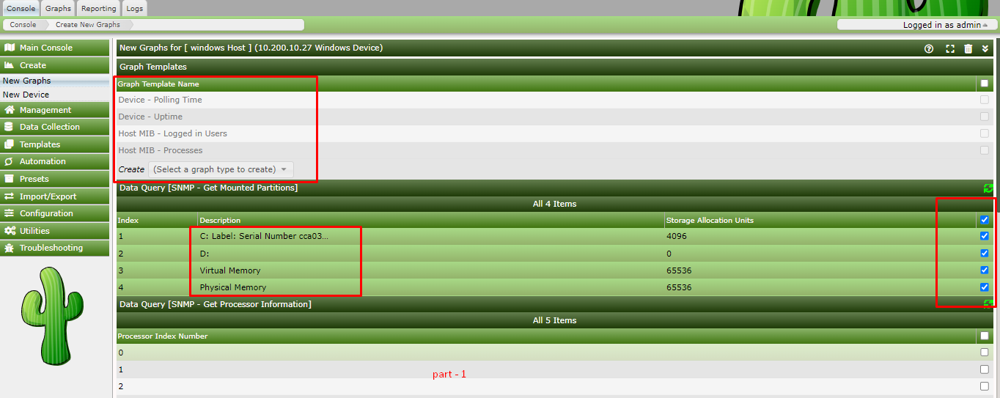 Console Graphs Reporting Logs
Console Create New Graphs Logged in as admin
Main Console
Create
New Graphs
New Device
Management
Data Collection
Templates
Automation
Presets
Import/Export
Configuration
Utilities
Troubleshooting
New Graphs for [ windows Host ] (10.200.10.27 Windows Device)
Graph Templates
Graph Template Name
Device - Polling Time
Device - Uptime
Host MIB - Logged in Users
Host MIB - Processes
Create (Select a graph type to create)
Data Query [SNMP - Get Mounted Partitions]
All 4 Items
Index Description Storage Allocation Units
1 C: Label: Serial Number cca03... 4096
2 D: 0
3 Virtual Memory 65536
4 Physical Memory 65536
Data Query [SNMP - Get Processor Information]
All 5 Items
Processor Index Number
0
1
part - 1
2